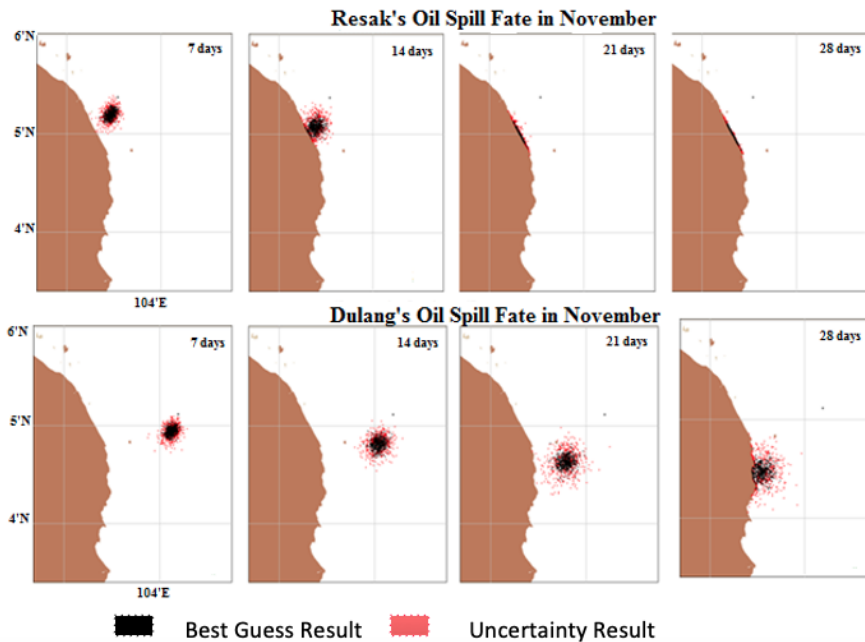 Resak's Oil Spill Fate in November
6'N
7 days
14 days
21 days
28 days
5'N
4'N
104'E
Dulang's Oil Spill Fate in November
6'N
7 days
14 days
21 days
28 days
5'N
4'N
104'E
Best Guess Result
Uncertainty Result